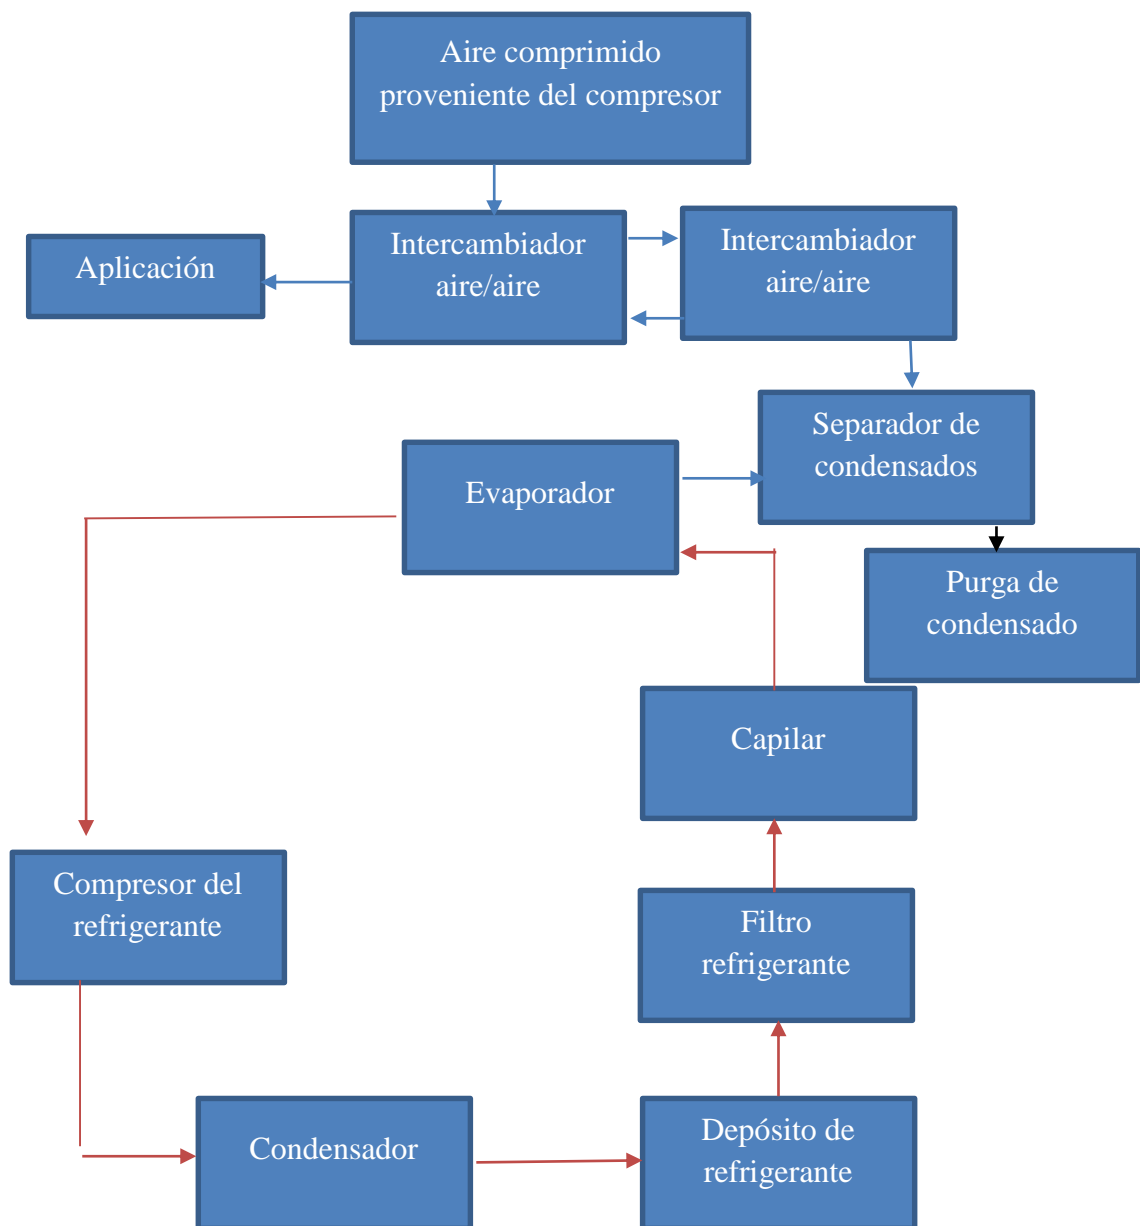 Aire comprimido
proveniente del compresor
Intercambiador
aire/aire
Intercambiador
aire/aire
Aplicación
Separador de
condensados
Evaporador
Purga de
condensado
Capilar
Compresor del
refrigerante
Filtro
refrigerante
Condensador
Depósito de
refrigerante